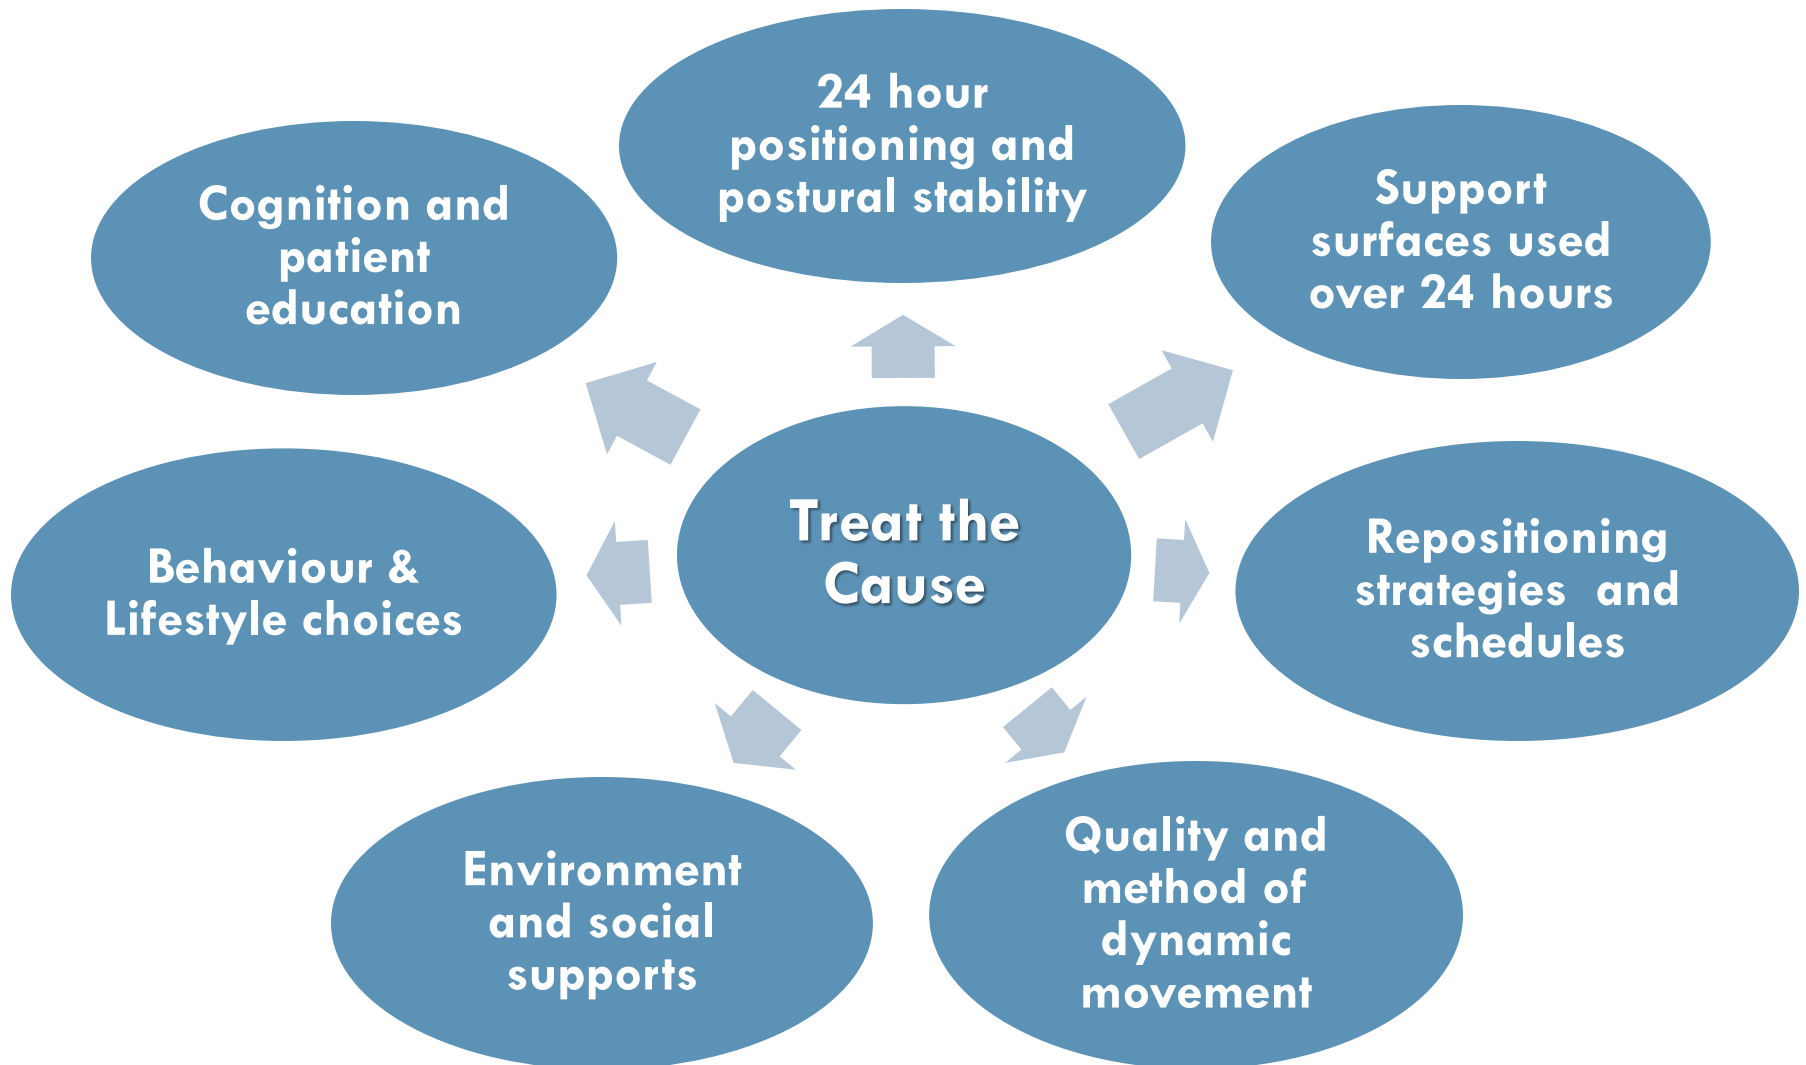 24 hour
positioning and
postural stability
Support
surfaces used
over 24 hours
Repositioning
strategies  and
schedules
Quality and
method of
dynamic
movement
Environment
and social
supports
Behaviour &
Lifestyle choices
Cognition and
patient
education
Treat the
Cause